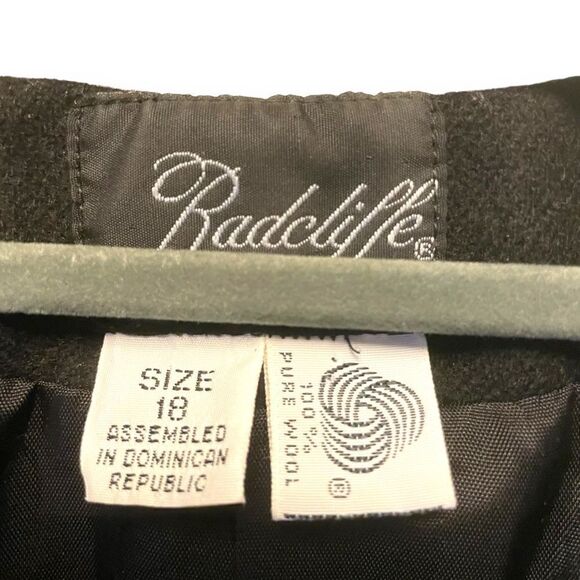 Radcliffe®
SIZE
18
ASSEMBLED
IN DOMINICAN
REPUBLIC
100%
PURE WOOL
®